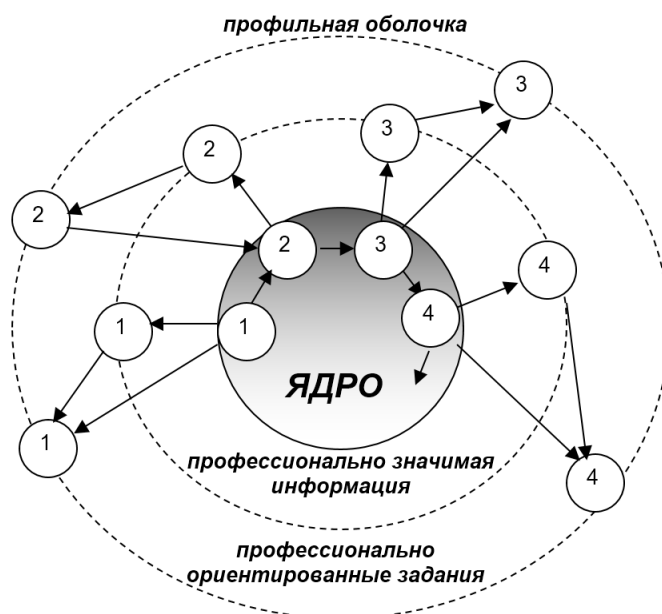 профильная оболочка
3
3
2
2
2
3
4
1
1
4
ЯДРО
1
профессионально значимая
информация
4
профессионально
ориентированные задания